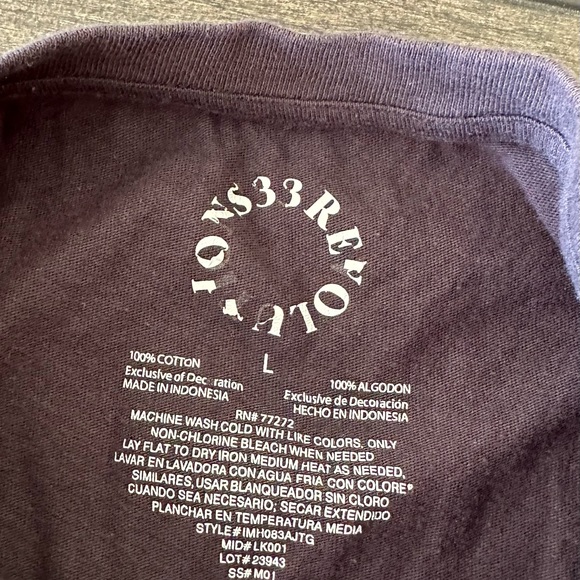 33 REVOLUTIONS
L
100% COTTON
Exclusive of Decoration
MADE IN INDONESIA
100% ALGODON
Exclusive de Decoración
HECHO EN INDONESIA
RN# 77272
MACHINE WASH COLD WITH LIKE COLORS. ONLY
NON-CHLORINE BLEACH WHEN NEEDED
LAY FLAT TO DRY IRON MEDIUM HEAT AS NEEDED.
LAVAR EN LAVADORA CON AGUA FRIA CON COLORES
SIMILARES, USAR BLANQUEADOR SIN CLORO
CUANDO SEA NECESARIO; SECAR EXTENDIDO
PLANCHAR EN TEMPERATURA MEDIA
STYLE#IMH083AJTG
MID#LK001
LOT#23943
SS#M01